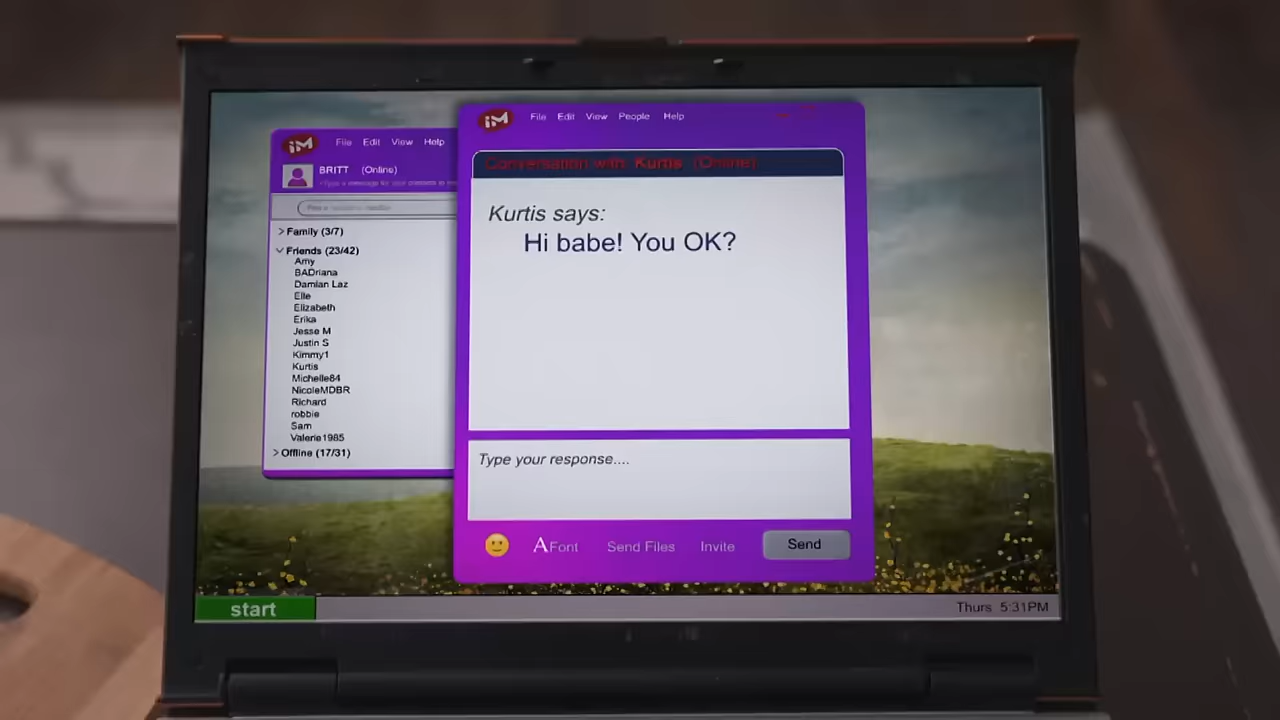 iM File Edit View Help
BRITT (Online)
Family (3/7)
Friends (23/42)
Amy
BADriana
Damian Laz
Elle
Elizabeth
Erika
Jesse M
Justin S
Kimmy1
Kurtis
Michelle84
NicoleMDBR
Richard
robbie
Sam
Valerie1985
Offline (17/31)
iM File Edit View People Help
Conversation with Kurtis (Online)
Kurtis says:
Hi babe! You OK?
Type your response....
AFont Send Files Invite Send
start Thurs 5:31PM